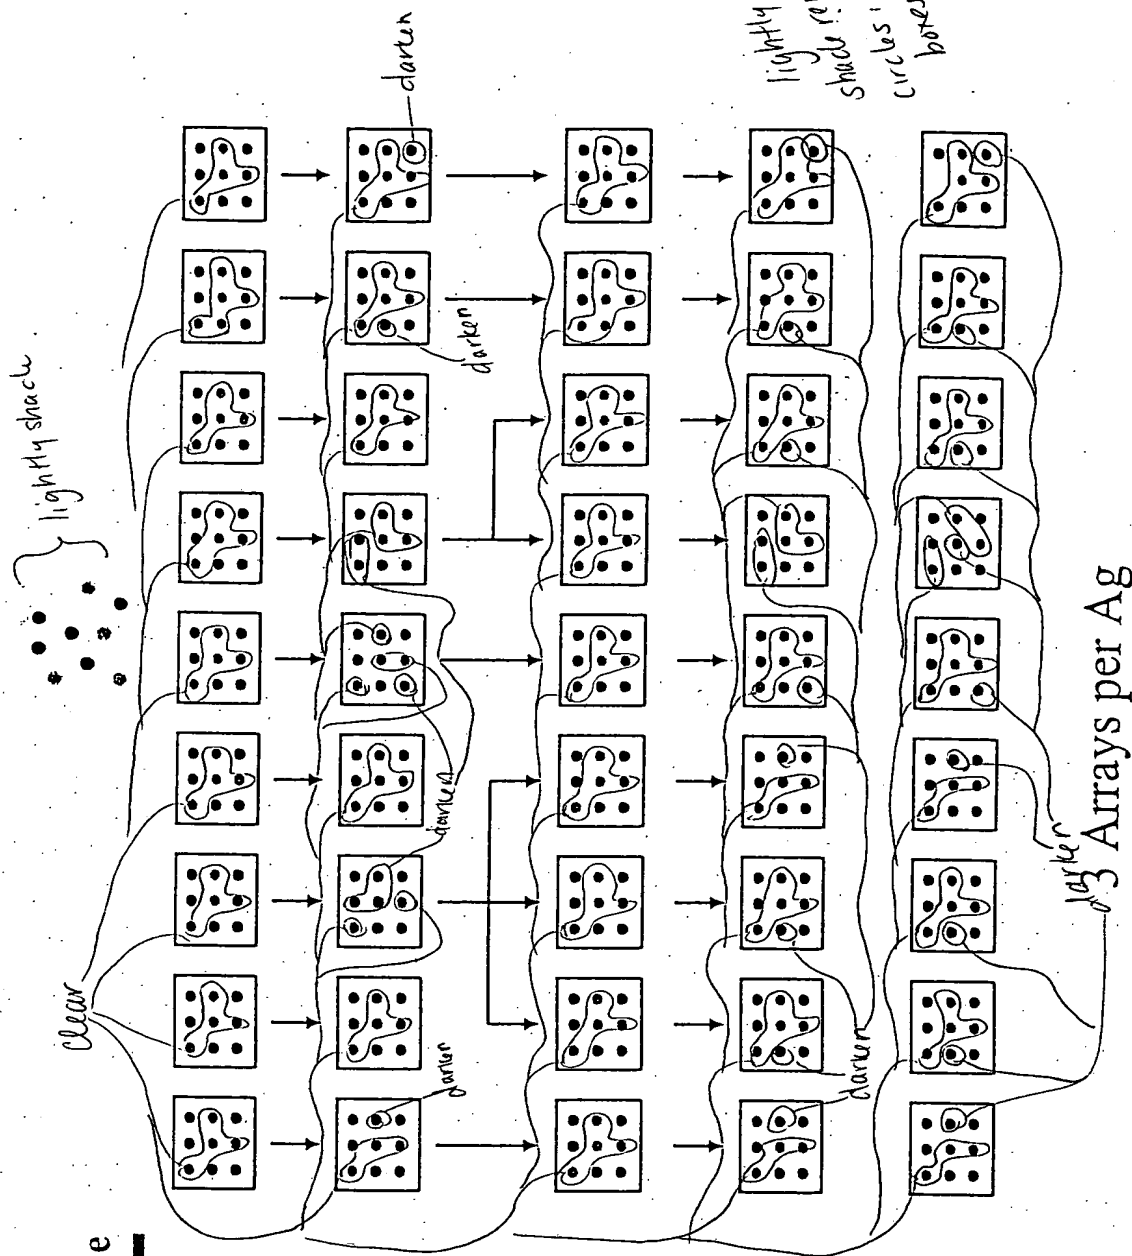 lightly shade
clear
darken
darken
darken
darken
lightly
shade
circles
boxes
darken
darken
3 Arrays per Ag
e